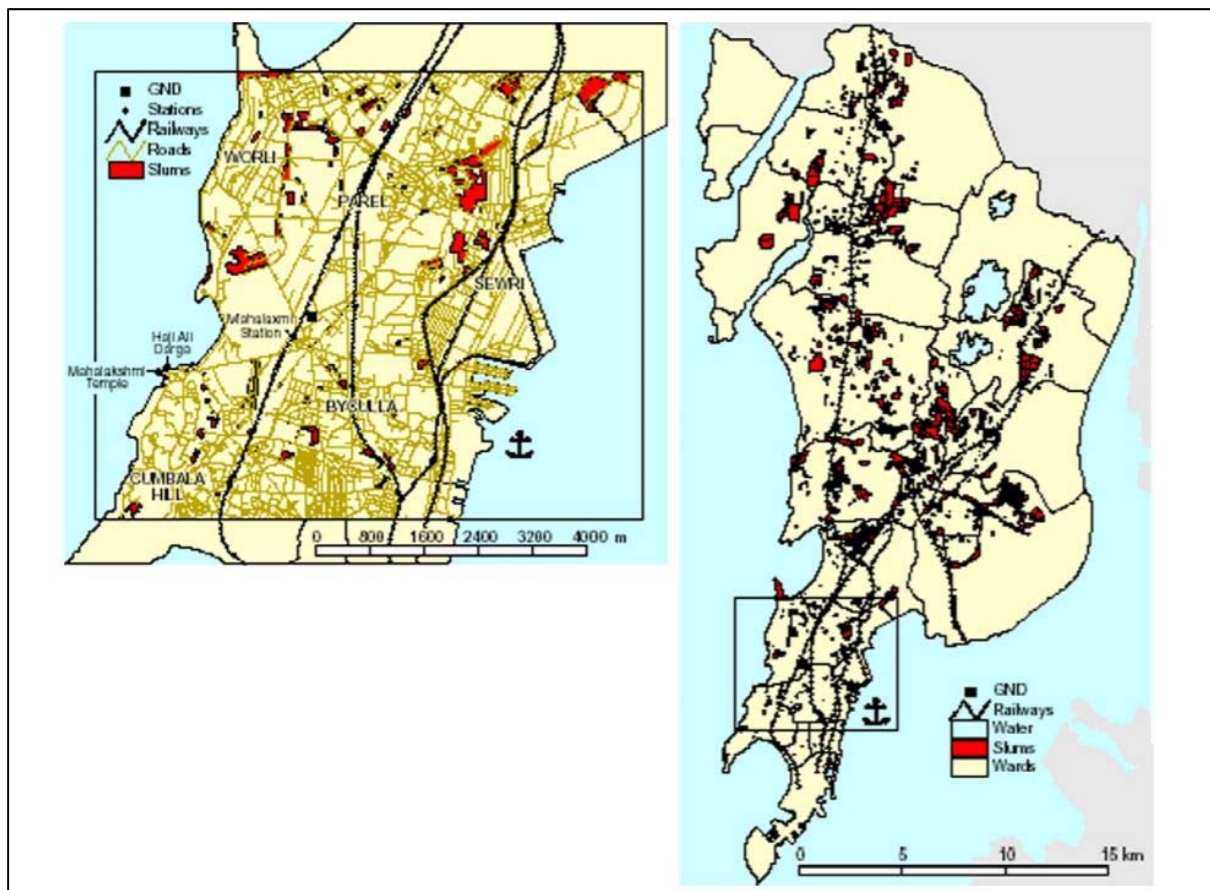 GND
Stations
Railways
Roads
Slums
WORLI
PAREL
SEWRI
Mahalaxmi
Station
Haji Ali
Darga
Mahalakshmi
Temple
BYCULLA
CUMBALA
HILL
0 800 1600 2400 3200 4000 m
GND
Railways
Water
Slums
Wards
0 5 10 15 km